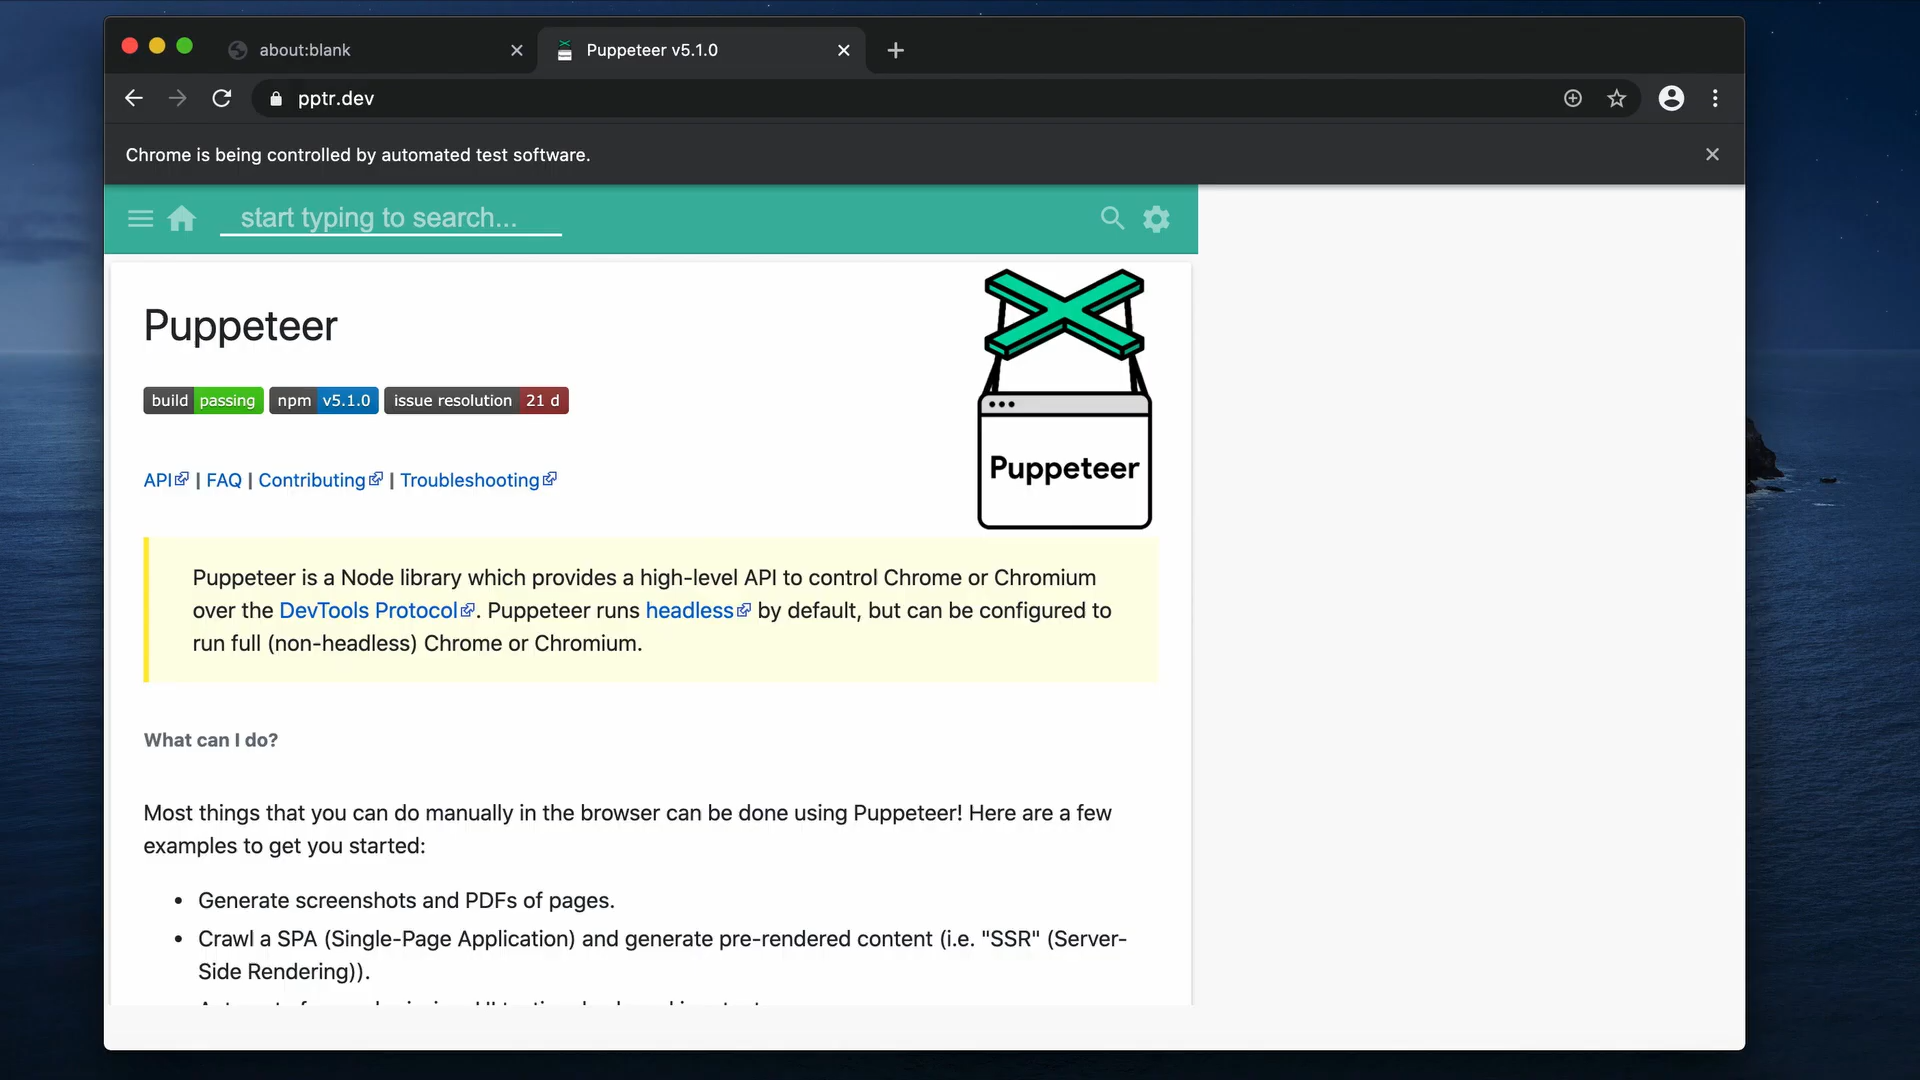 about:blank
Puppeteer v5.1.0
pptr.dev
Chrome is being controlled by automated test software.
start typing to search...
Puppeteer
build passing npm v5.1.0 issue resolution 21 d
API | FAQ | Contributing | Troubleshooting
Puppeteer
Puppeteer is a Node library which provides a high-level API to control Chrome or Chromium
over the DevTools Protocol. Puppeteer runs headless by default, but can be configured to
run full (non-headless) Chrome or Chromium.
What can I do?
Most things that you can do manually in the browser can be done using Puppeteer! Here are a few
examples to get you started:
• Generate screenshots and PDFs of pages.
• Crawl a SPA (Single-Page Application) and generate pre-rendered content (i.e. "SSR" (Server-
Side Rendering)).